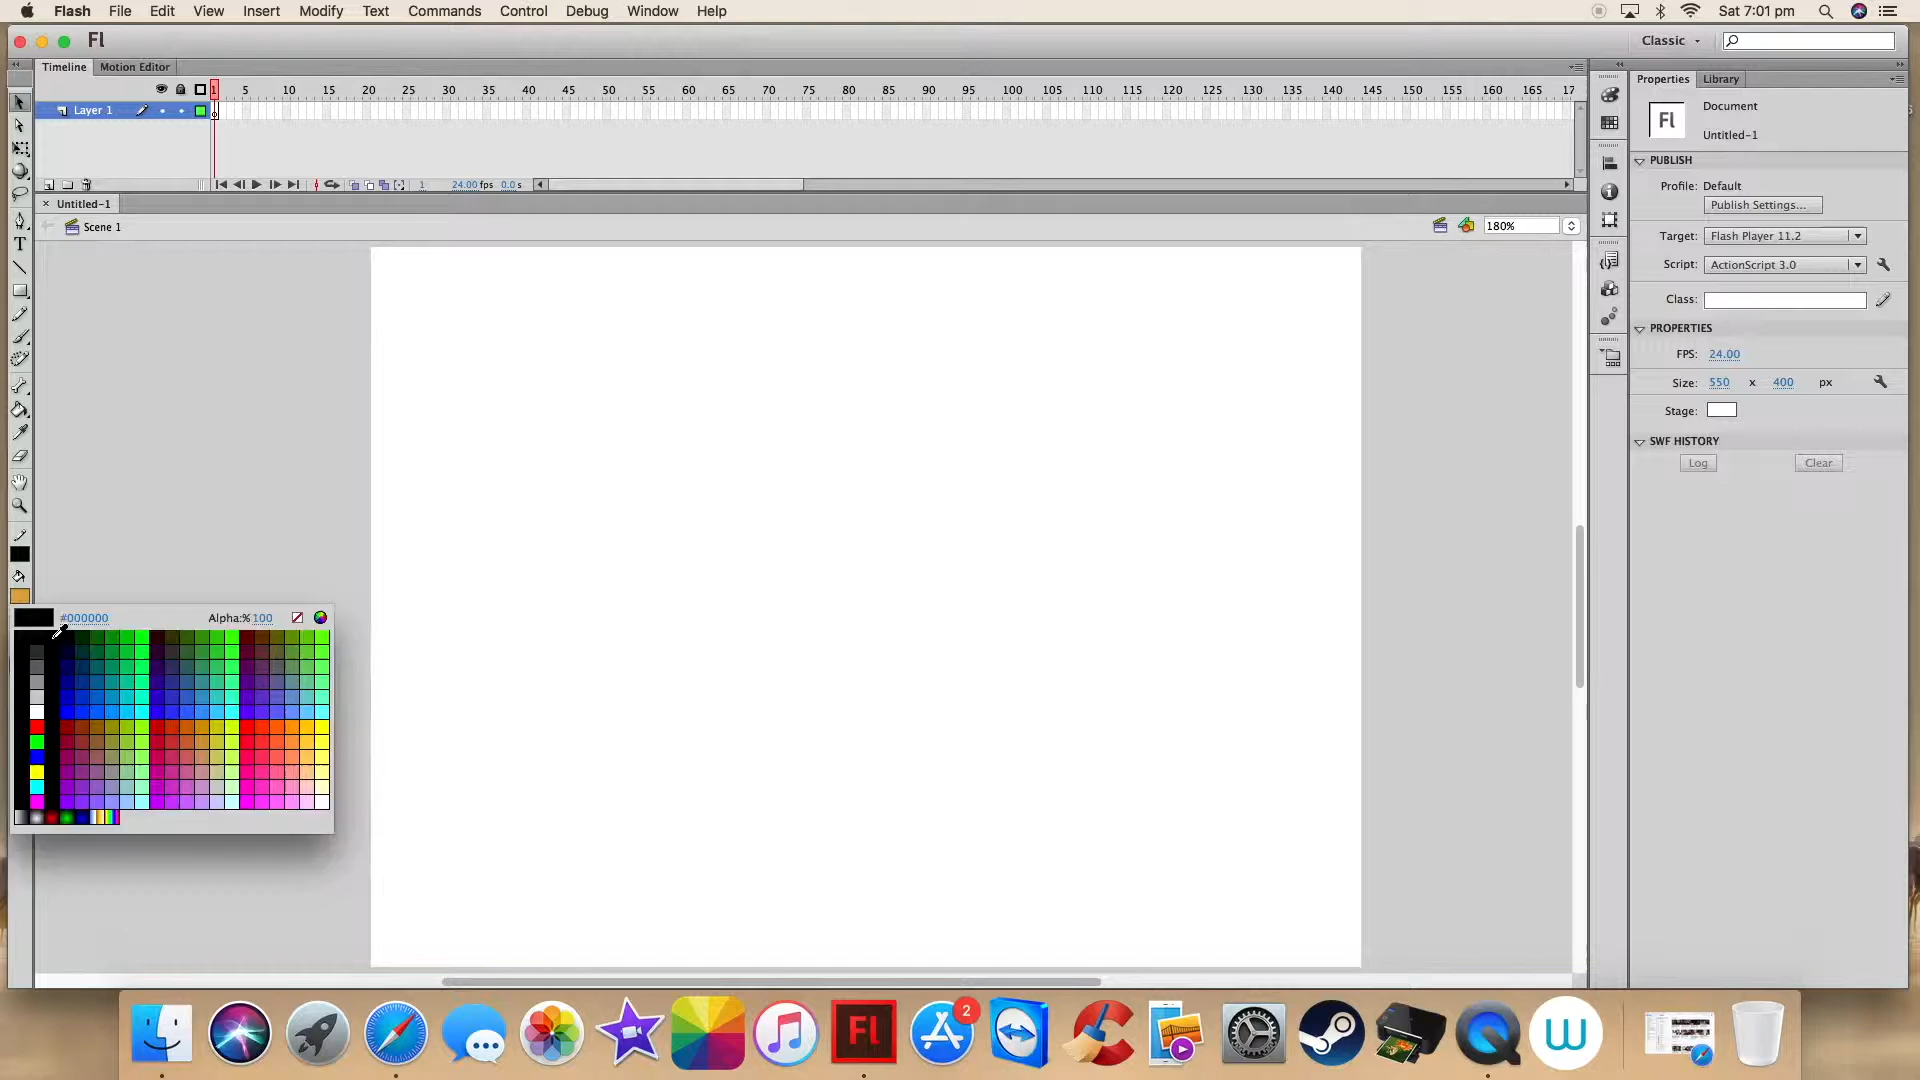 Flash File Edit View Insert Modify Text Commands Control Debug Window Help Sat 7:01 pm
Fl Classic
Timeline Motion Editor
Properties Library
1 5 10 15 20 25 30 35 40 45 50 55 60 65 70 75 80 85 90 95 100 105 110 115 120 125 130 135 140 145 150 155 160 165 17
Layer 1
Fl
Document
Untitled-1
PUBLISH
Profile: Default
Publish Settings...
1 24.00 fps 0.0 s
Untitled-1
Scene 1
180%
Target: Flash Player 11.2
Script: ActionScript 3.0
Class:
PROPERTIES
FPS: 24.00
Size: 550 x 400 px
Stage:
SWF HISTORY
Log Clear
#000000 Alpha:% 100
Fl 2